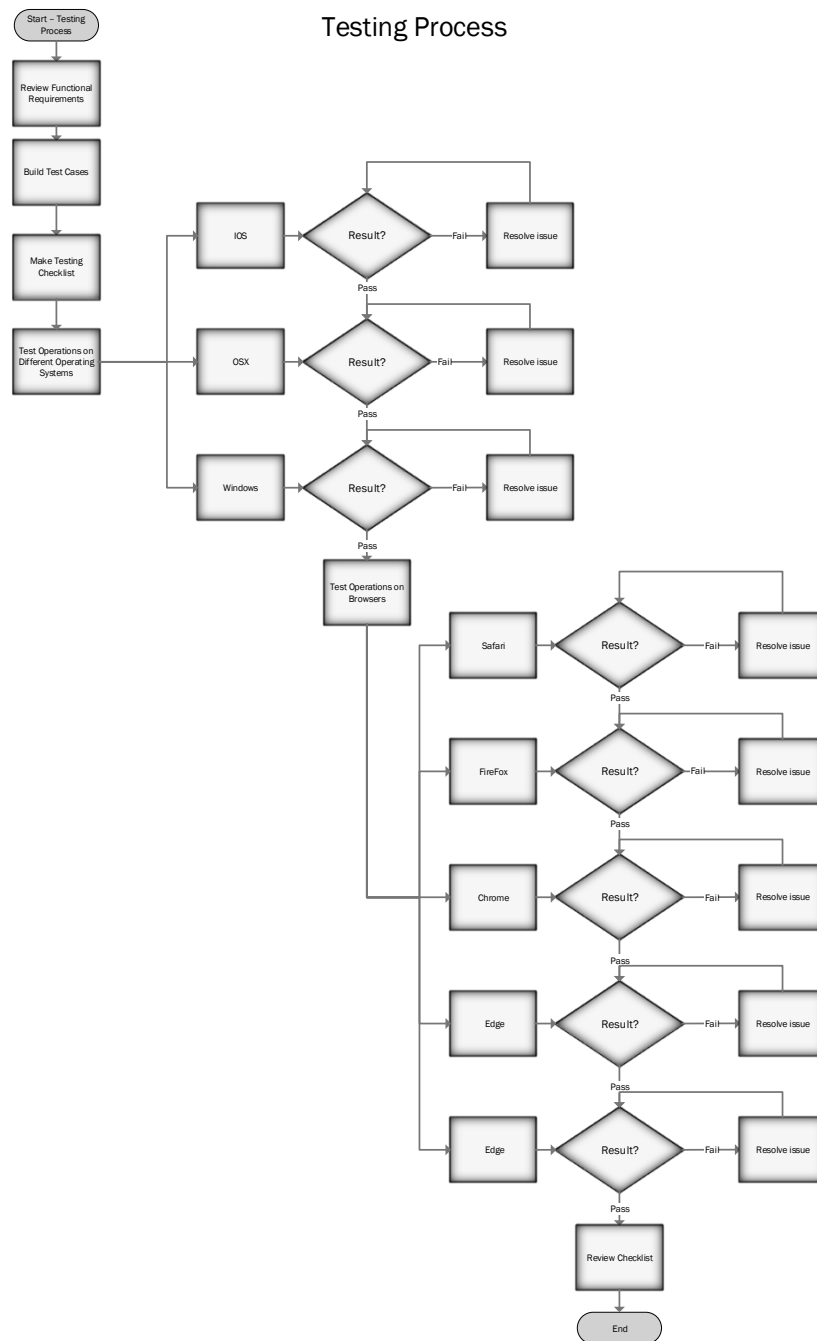 Testing Process
Start – Testing
Process
Review Functional
Requirements
Build Test Cases
Make Testing
Checklist
Test Operations on
Different Operating
Systems
IOS
Result?
Fail
Resolve issue
Pass
OSX
Result?
Fail
Resolve issue
Pass
Windows
Result?
Fail
Resolve issue
Pass
Test Operations on
Browsers
Safari
Result?
Fail
Resolve issue
Pass
FireFox
Result?
Fail
Resolve issue
Pass
Chrome
Result?
Fail
Resolve issue
Pass
Edge
Result?
Fail
Resolve issue
Pass
Edge
Result?
Fail
Resolve issue
Pass
Review Checklist
End